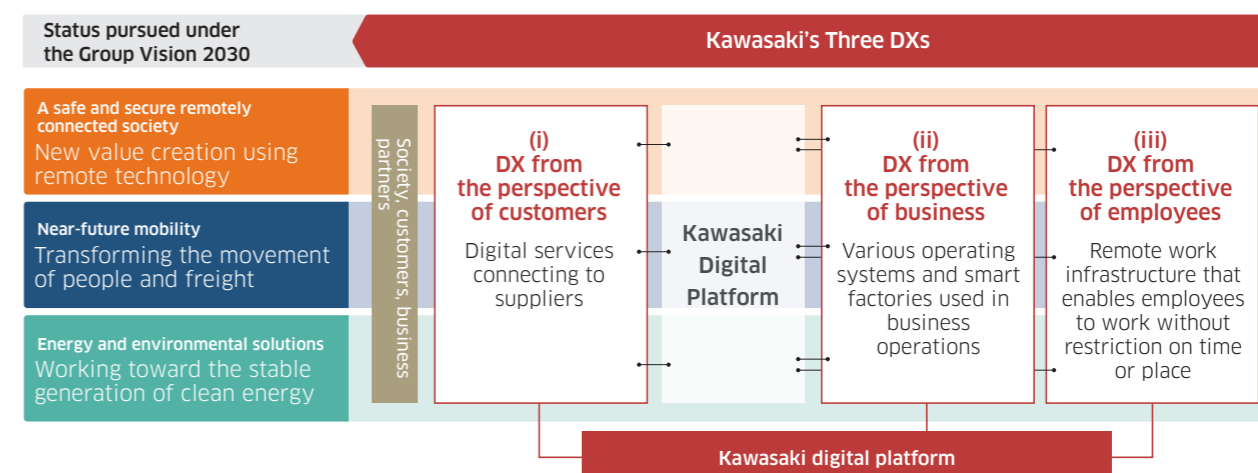 Status pursued under
the Group Vision 2030
Kawasaki's Three DXs
A safe and secure remotely
connected society
New value creation using
remote technology
Near-future mobility
Transforming the movement
of people and freight
Energy and environmental solutions
Working toward the stable
generation of clean energy
Society, customers, business
partners
(i)
DX from
the perspective
of customers
Digital services
connecting to
suppliers
Kawasaki
Digital
Platform
(ii)
DX from
the perspective
of business
Various operating
systems and smart
factories used in
business
operations
(iii)
DX from
the perspective
of employees
Remote work
infrastructure that
enables employees
to work without
restriction on time
or place
Kawasaki digital platform